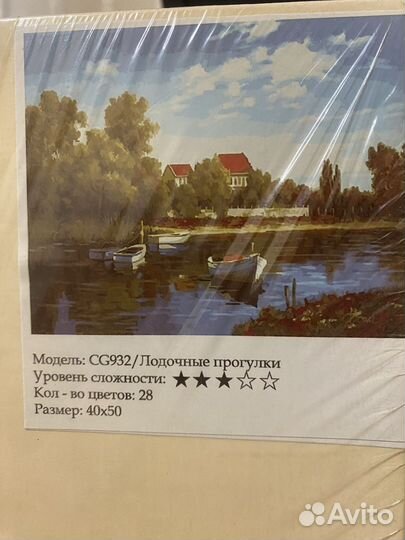 Модель: CG932/Лодочные прогулки
Уровень сложности: ★★★☆☆
Кол - во цветов: 28
Размер: 40x50
Avito